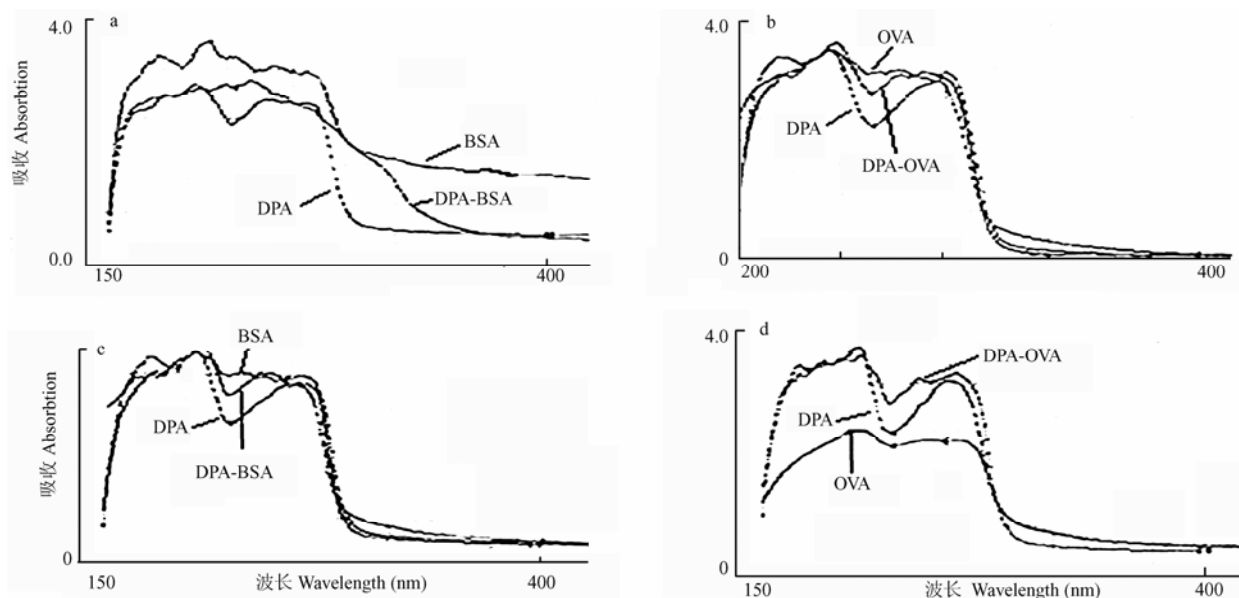 a
4.0
吸收 Absorbtion
BSA
DPA
DPA-BSA
0.0
150
400
b
4.0
OVA
DPA
DPA-OVA
0
200
400
c
BSA
吸收 Absorbtion
DPA
DPA-BSA
0
150
400
波长 Wavelength (nm)
d
4.0
DPA-OVA
DPA
OVA
0
150
400
波长 Wavelength (nm)